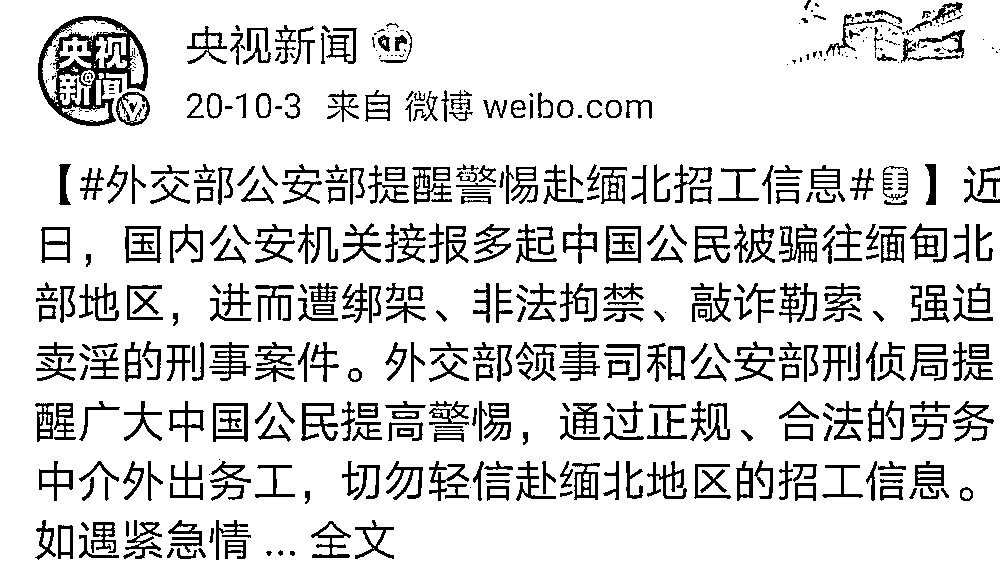 央视新闻
央视
@
新闻
20-10-3 来自 微博 weibo.com
【#外交部公安部提醒警惕赴缅北招工信息#】近
日，国内公安机关接报多起中国公民被骗往缅甸北
部地区，进而遭绑架、非法拘禁、敲诈勒索、强迫
卖淫的刑事案件。外交部领事司和公安部刑侦局提
醒广大中国公民提高警惕，通过正规、合法的劳务
中介外出务工，切勿轻信赴缅北地区的招工信息。
如遇紧急情 ... 全文